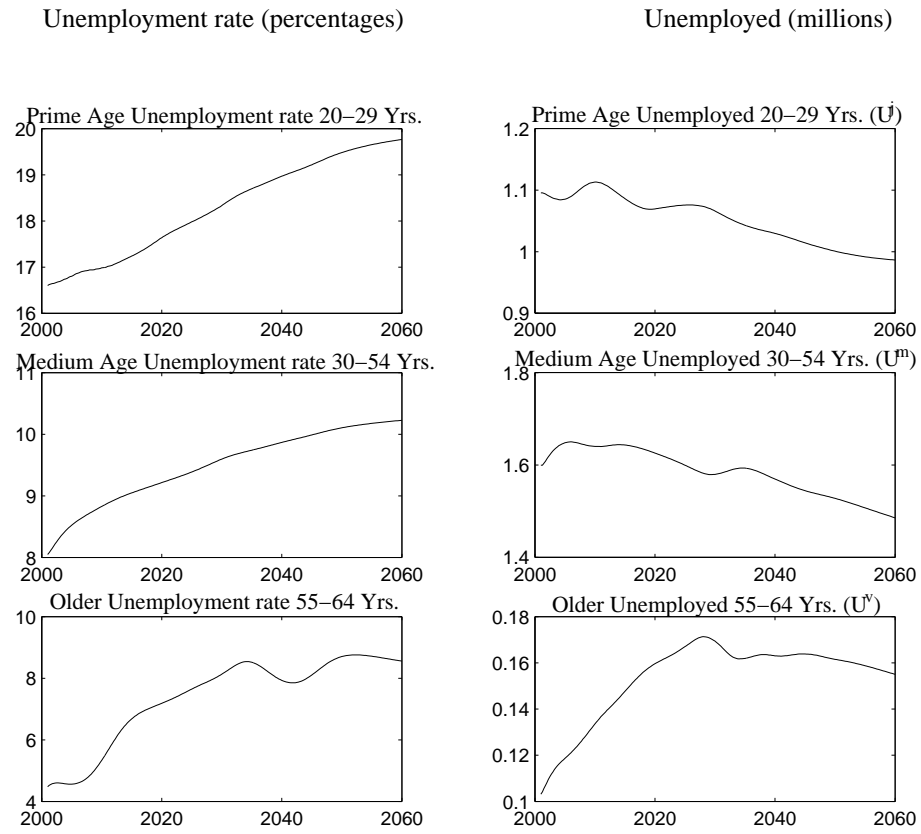 Unemployment rate (percentages)
Unemployed (millions)
Prime Age Unemployment rate 20−29 Yrs.
20
19
18
17
16
2000 2020 2040 2060
Prime Age Unemployed 20−29 Yrs. (U^j)
1.2
1.1
1
0.9
2000 2020 2040 2060
Medium Age Unemployment rate 30−54 Yrs.
11
10
9
8
2000 2020 2040 2060
Medium Age Unemployed 30−54 Yrs. (U^m)
1.8
1.6
1.4
2000 2020 2040 2060
Older Unemployment rate 55−64 Yrs.
10
8
6
4
2000 2020 2040 2060
Older Unemployed 55−64 Yrs. (U^v)
0.18
0.16
0.14
0.12
0.1
2000 2020 2040 2060